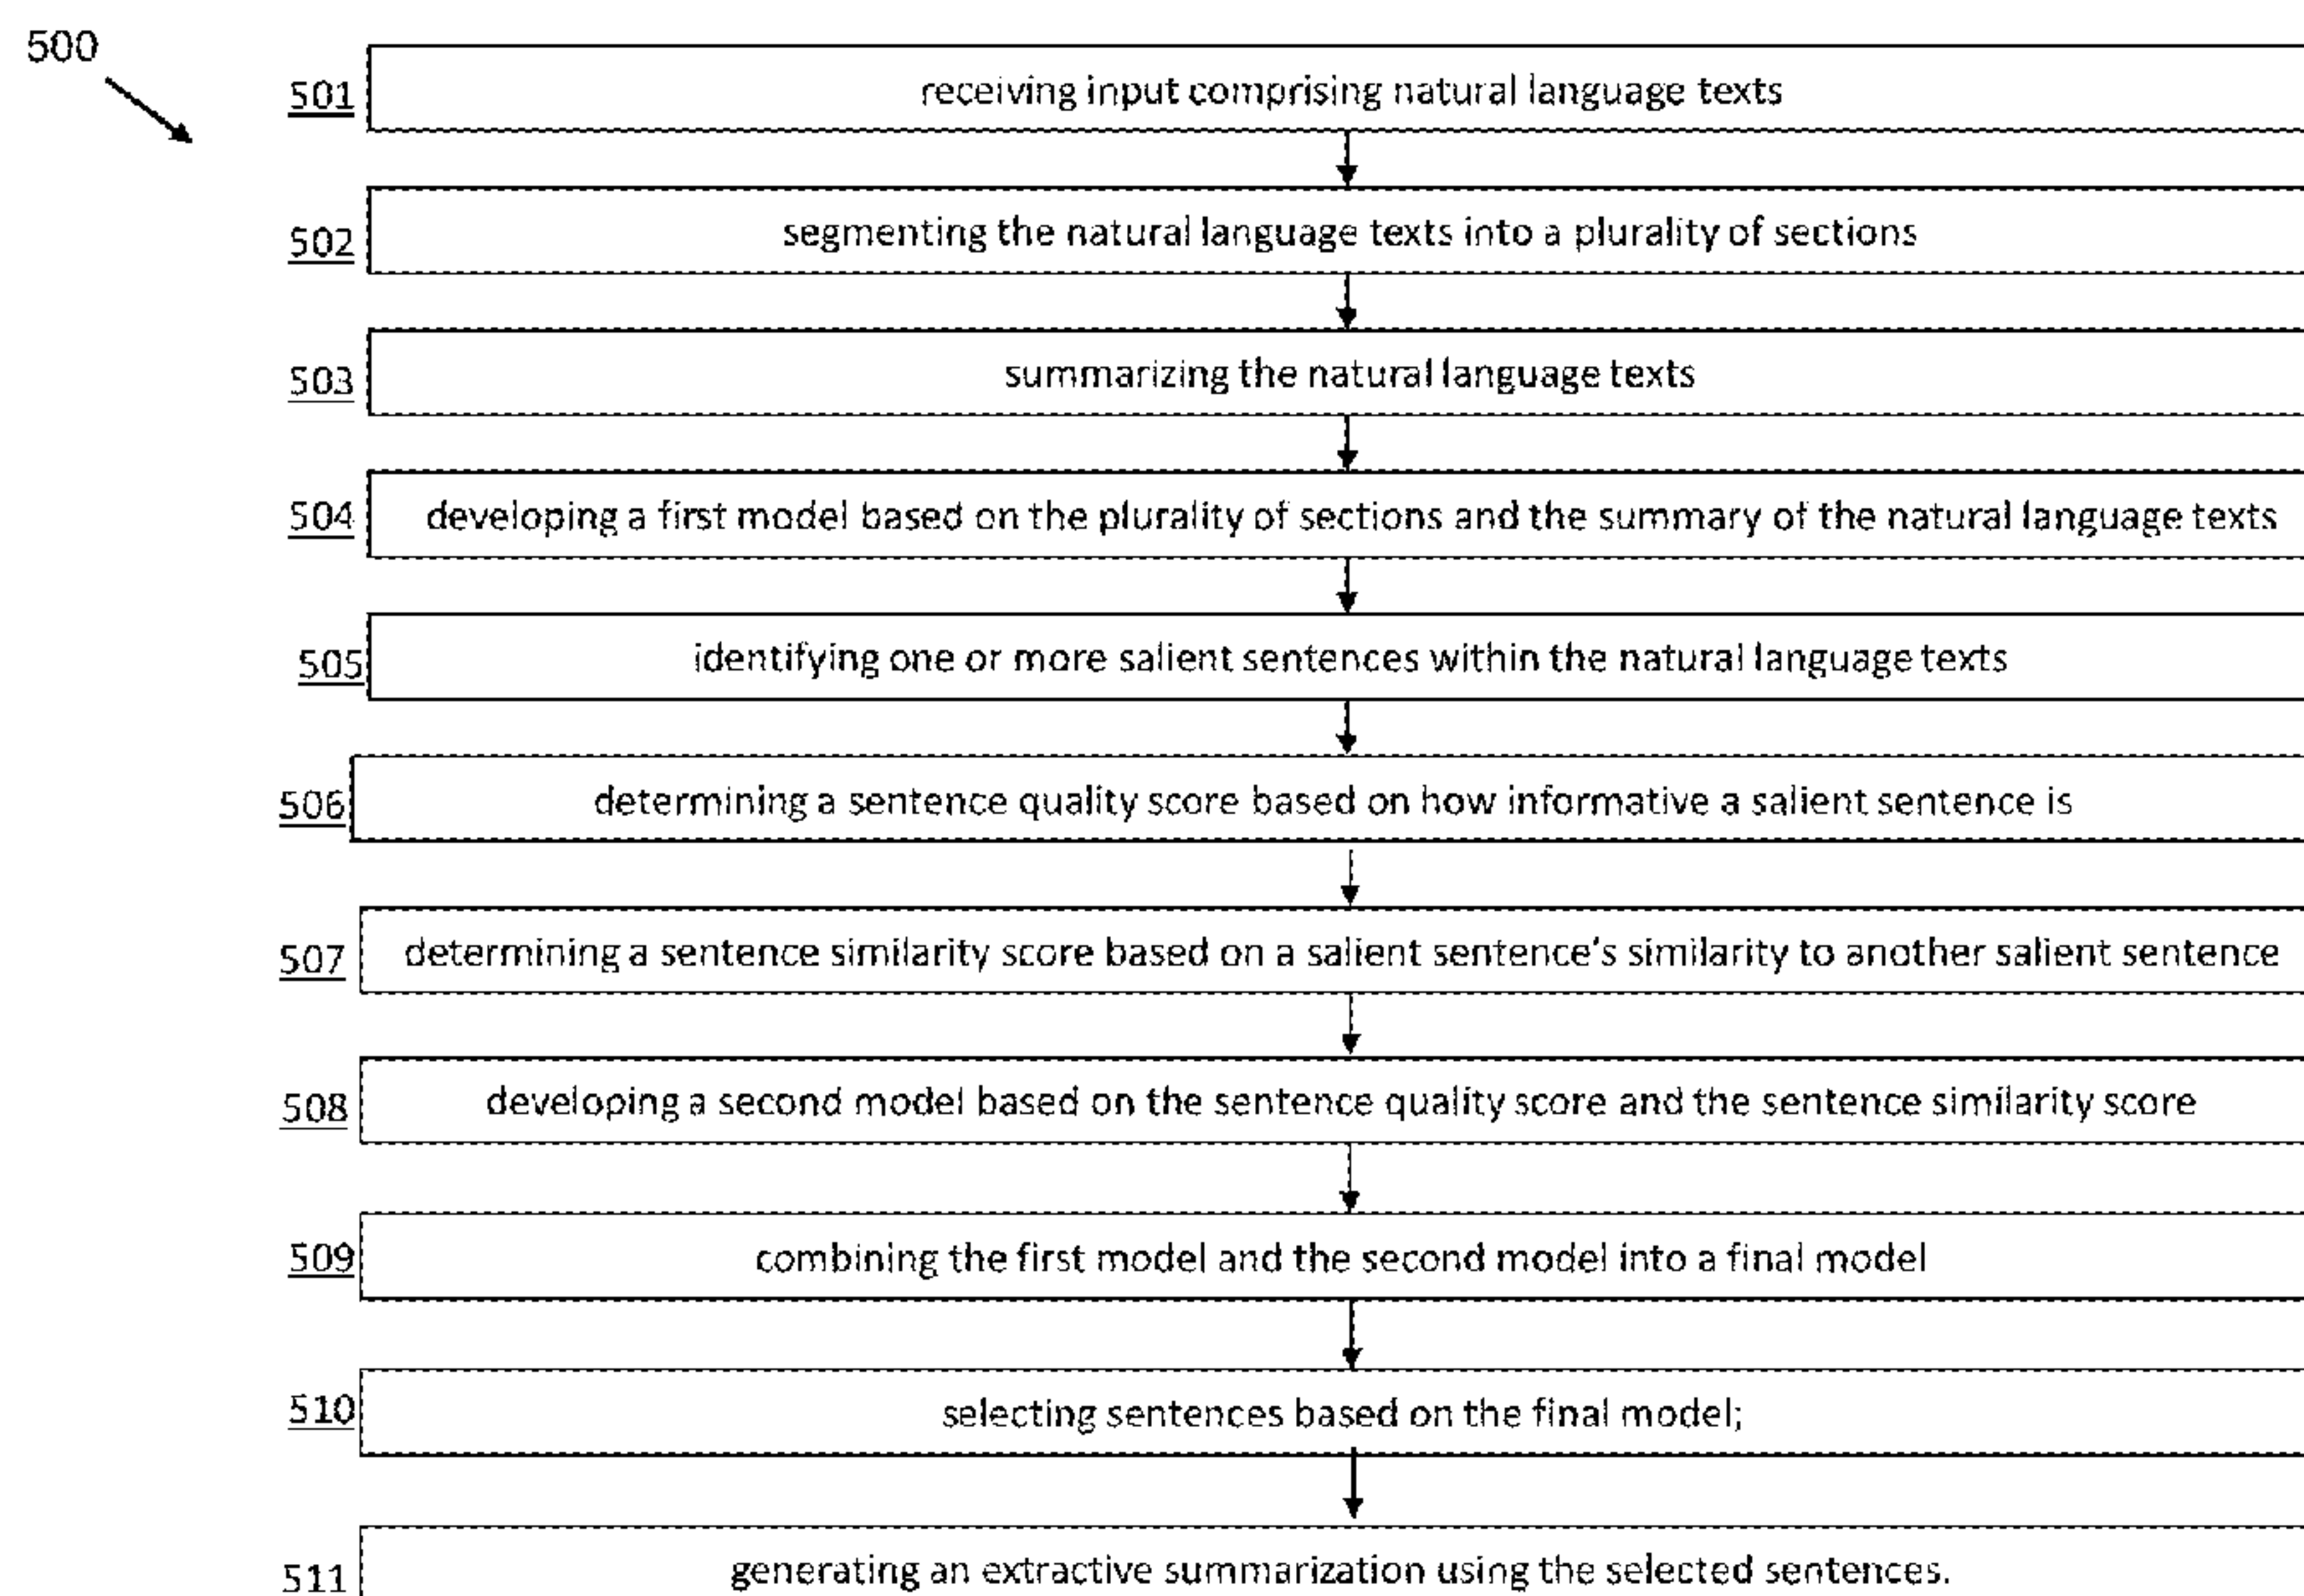 500
501 receiving input comprising natural language texts
502 segmenting the natural language texts into a plurality of sections
503 summarizing the natural language texts
504 developing a first model based on the plurality of sections and the summary of the natural language texts
505 identifying one or more salient sentences within the natural language texts
506 determining a sentence quality score based on how informative a salient sentence is
507 determining a sentence similarity score based on a salient sentence's similarity to another salient sentence
508 developing a second model based on the sentence quality score and the sentence similarity score
509 combining the first model and the second model into a final model
510 selecting sentences based on the final model;
511 generating an extractive summarization using the selected sentences.